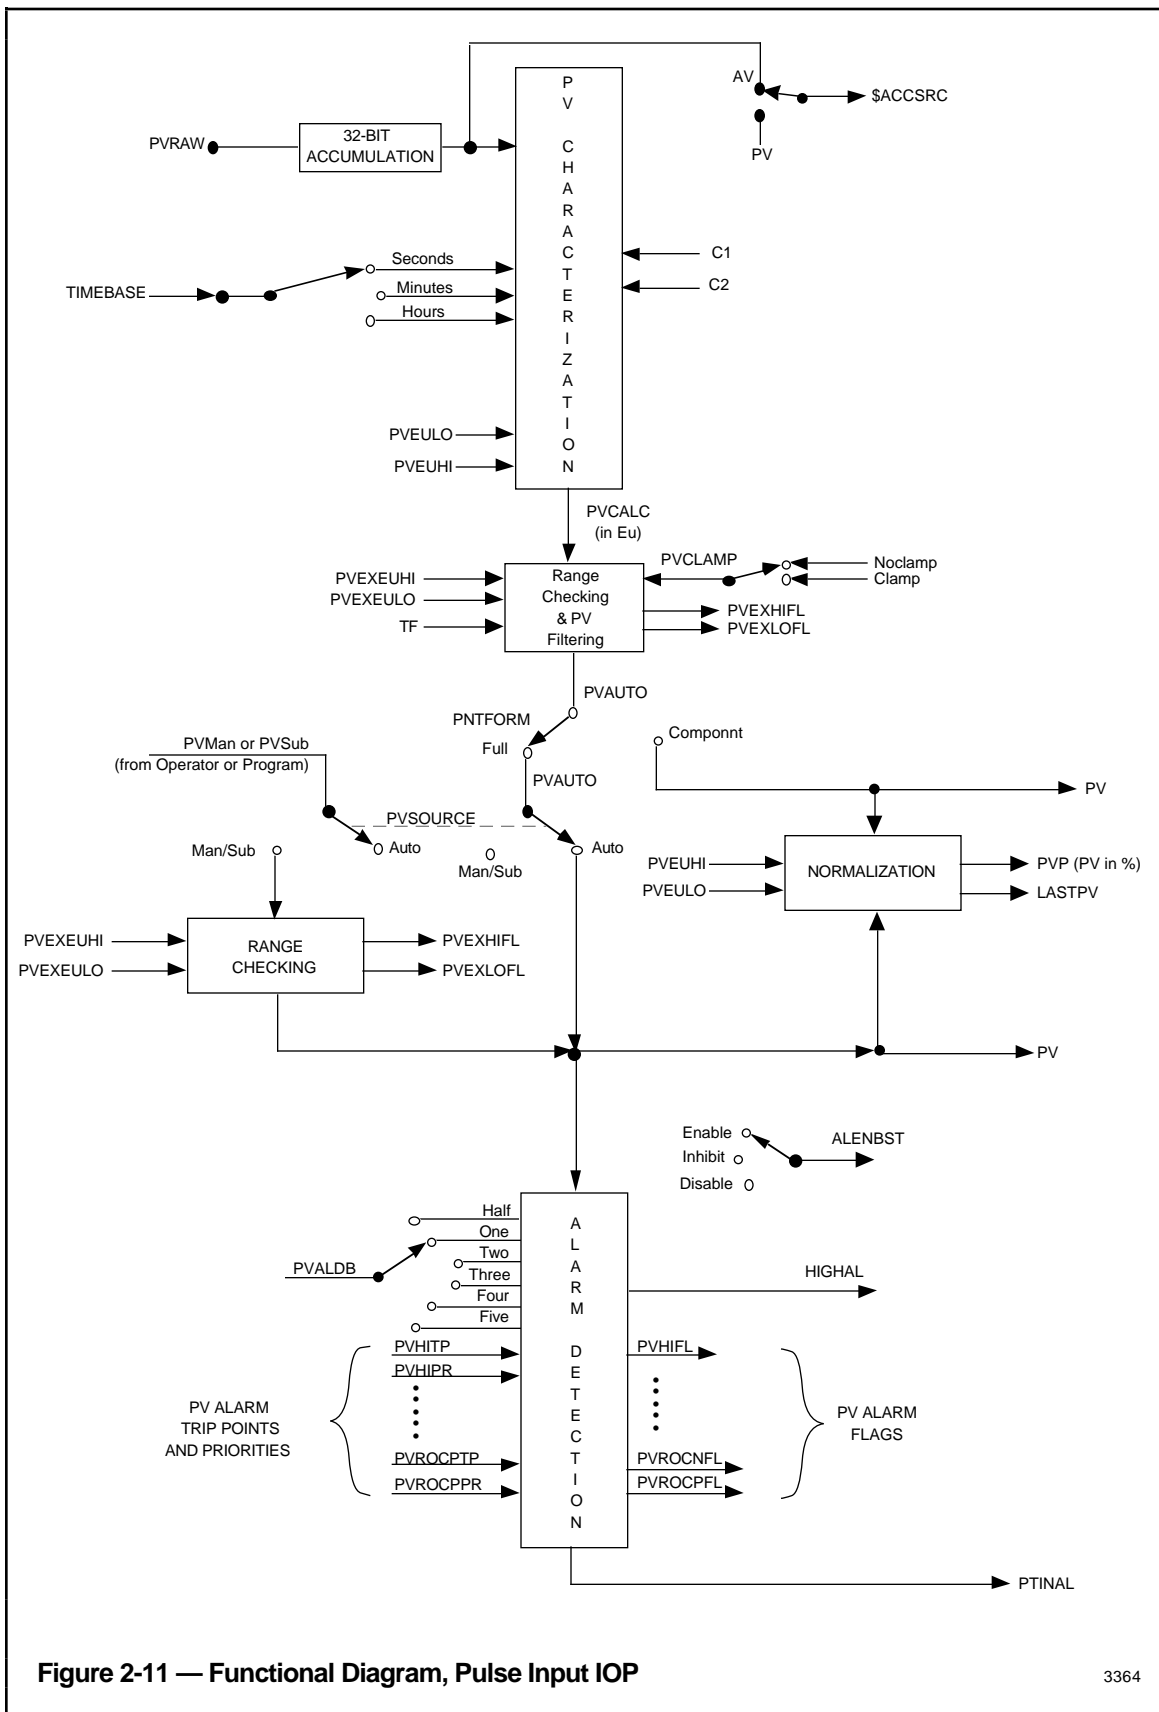 AV
$ACCSRC
PV
PVRAW
32-BIT
ACCUMULATION
PV CHARACTERIZATION
C1
C2
TIMEBASE
Seconds
Minutes
Hours
PVEULO
PVEUHI
PVCALC
(in Eu)
PVCLAMP
Noclamp
Clamp
PVEXEUHI
PVEXEULO
TF
Range
Checking
& PV
Filtering
PVEXHIFL
PVEXLOFL
PVAUTO
PNTFORM
Full
Componnt
PVMan or PVSub
(from Operator or Program)
PVAUTO
PV
PVSOURCE
Man/Sub
Auto
Man/Sub
Auto
PVEUHI
PVEULO
NORMALIZATION
PVP (PV in %)
LASTPV
PVEXEUHI
PVEXEULO
RANGE
CHECKING
PVEXHIFL
PVEXLOFL
PV
Enable
Inhibit
Disable
ALENBST
Half
One
Two
Three
Four
Five
PVALDB
ALARM DETECTION
HIGHAL
PVHITP
PVHIPR
PV ALARM
TRIP POINTS
AND PRIORITIES
PVROCPTP
PVROCPPR
PVHIFL
PV ALARM
FLAGS
PVROCNFL
PVROCPFL
PTINAL
Figure 2-11 — Functional Diagram, Pulse Input IOP
3364